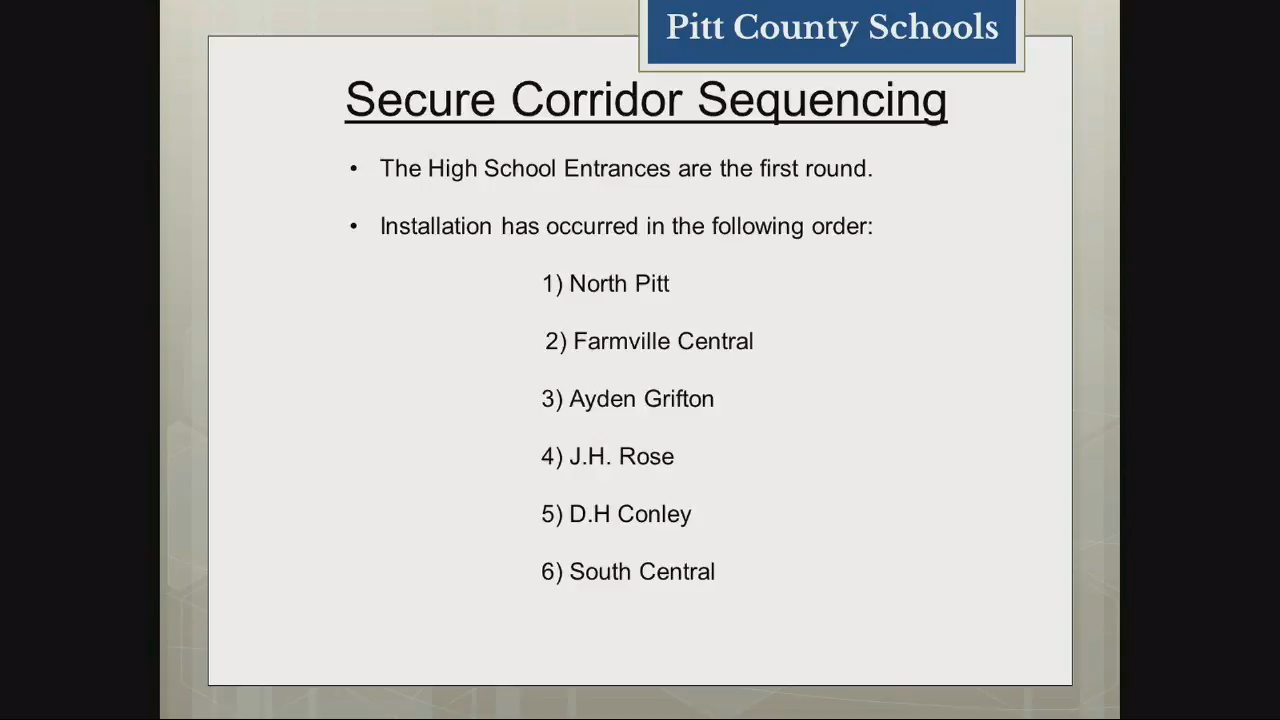 Pitt County Schools
Secure Corridor Sequencing
• The High School Entrances are the first round.
• Installation has occurred in the following order:
1) North Pitt
2) Farmville Central
3) Ayden Grifton
4) J.H. Rose
5) D.H Conley
6) South Central